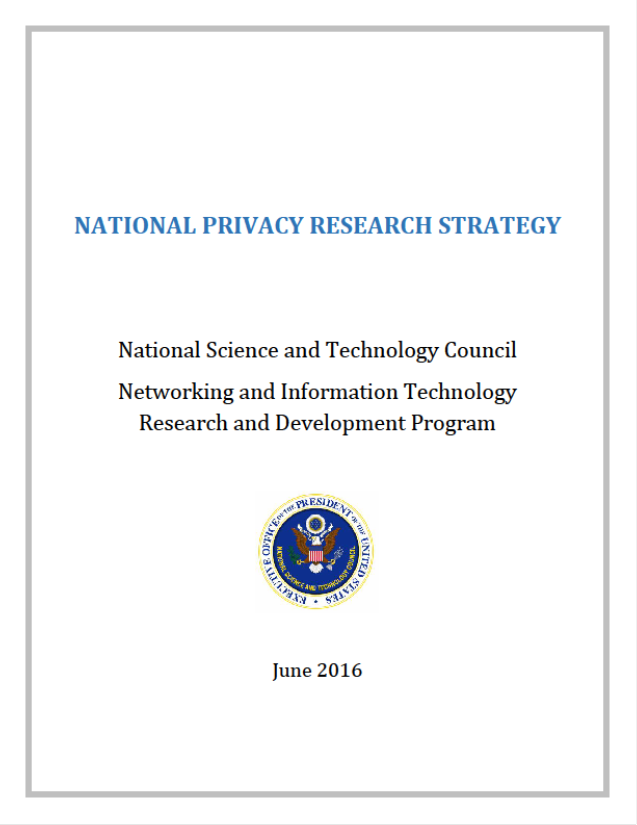 NATIONAL PRIVACY RESEARCH STRATEGY
National Science and Technology Council
Networking and Information Technology
Research and Development Program
EXECUTIVE OFFICE OF THE PRESIDENT OF THE UNITED STATES
NATIONAL SCIENCE AND TECHNOLOGY COUNCIL
June 2016